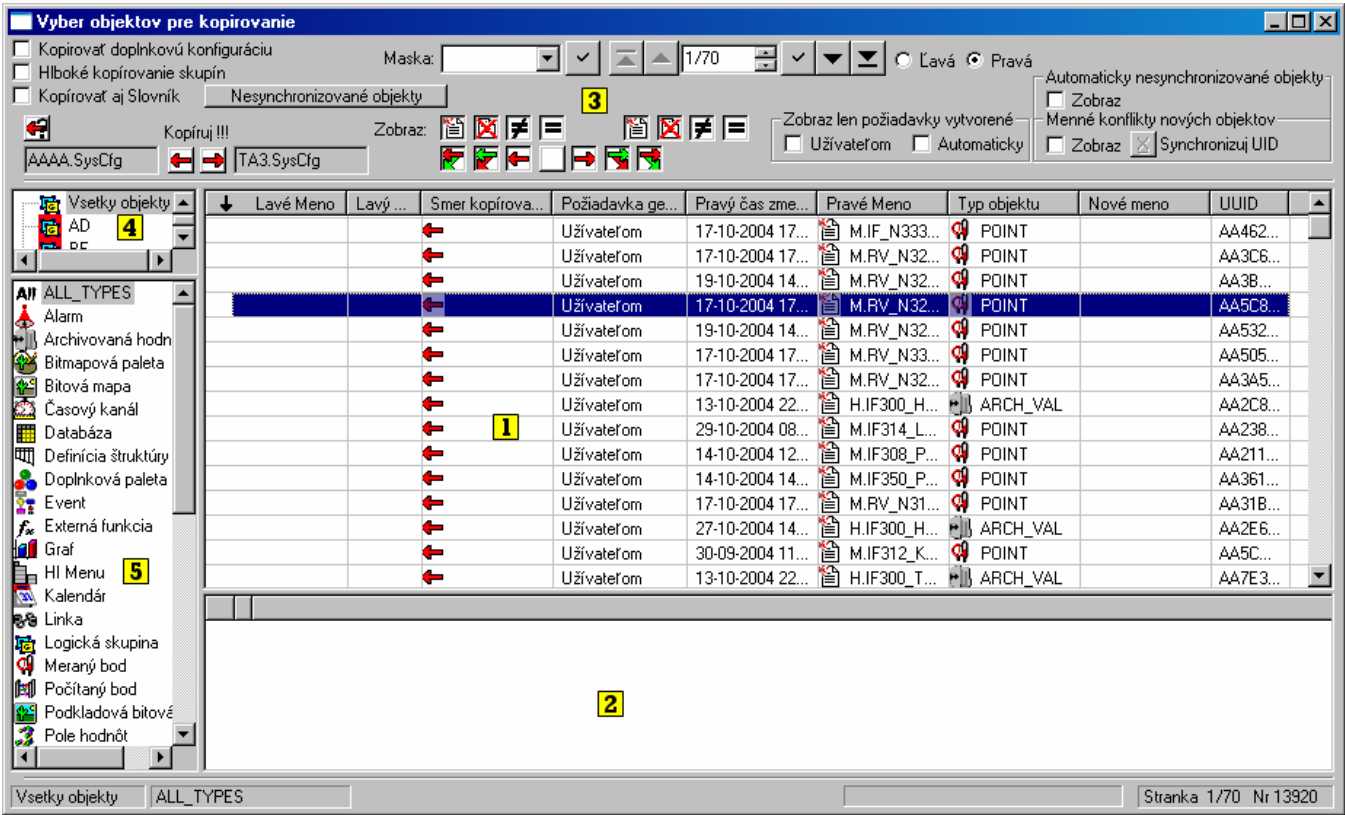 Vyber objektov pre kopirovanie
Kopirovať doplnkovú konfiguráciu
Hlboké kopírovanie skupín
Kopírovať aj Slovník
Nesynchronizované objekty
Maska:
1/70
Ľavá
Pravá
3
Automaticky nesynchronizované objekty
Zobraz
Kopíruj !!!
Zobraz:
Zobraz len požiadavky vytvorené
Užívateľom
Automaticky
Menné konflikty nových objektov
Zobraz
Synchronizuj UID
AAAA.SysCfg
TA3.SysCfg
Vsetky objekty
AD
4
Lavé Meno Lavý ... Smer kopírova... Požiadavka ge... Pravý čas zme... Pravé Meno Typ objektu Nové meno UUID
Užívateľom 17-10-2004 17... M.IF_N333... POINT AA462...
Užívateľom 17-10-2004 17... M.RV_N32... POINT AA3C6...
Užívateľom 19-10-2004 14... M.RV_N32... POINT AA3B...
Užívateľom 17-10-2004 17... M.RV_N32... POINT AA5C8...
Užívateľom 19-10-2004 14... M.RV_N32... POINT AA532...
Užívateľom 17-10-2004 17... M.RV_N33... POINT AA505...
Užívateľom 17-10-2004 17... M.RV_N32... POINT AA3A5...
Užívateľom 13-10-2004 22... H.IF300_H... ARCH_VAL AA2C8...
1
Užívateľom 29-10-2004 08... M.IF314_L... POINT AA238...
Užívateľom 14-10-2004 12... M.IF308_P... POINT AA211...
Užívateľom 14-10-2004 14... M.IF350_P... POINT AA361...
Užívateľom 17-10-2004 17... M.RV_N31... POINT AA31B...
Užívateľom 27-10-2004 14... H.IF300_H... ARCH_VAL AA2E6...
Užívateľom 30-09-2004 11... M.IF312_K... POINT AA5C...
Užívateľom 13-10-2004 22... H.IF300_T... ARCH_VAL AA7E3...
All ALL_TYPES
Alarm
Archivovaná hodn
Bitmapová paleta
Bitová mapa
Časový kanál
Databáza
Definícia štruktúry
Doplnková paleta
Event
Externá funkcia
Graf
HI Menu
5
Kalendár
Linka
Logická skupina
Meraný bod
Počítaný bod
Podkladová bitová
Pole hodnôt
2
Vsetky objekty
ALL_TYPES
Stranka 1/70 Nr 13920